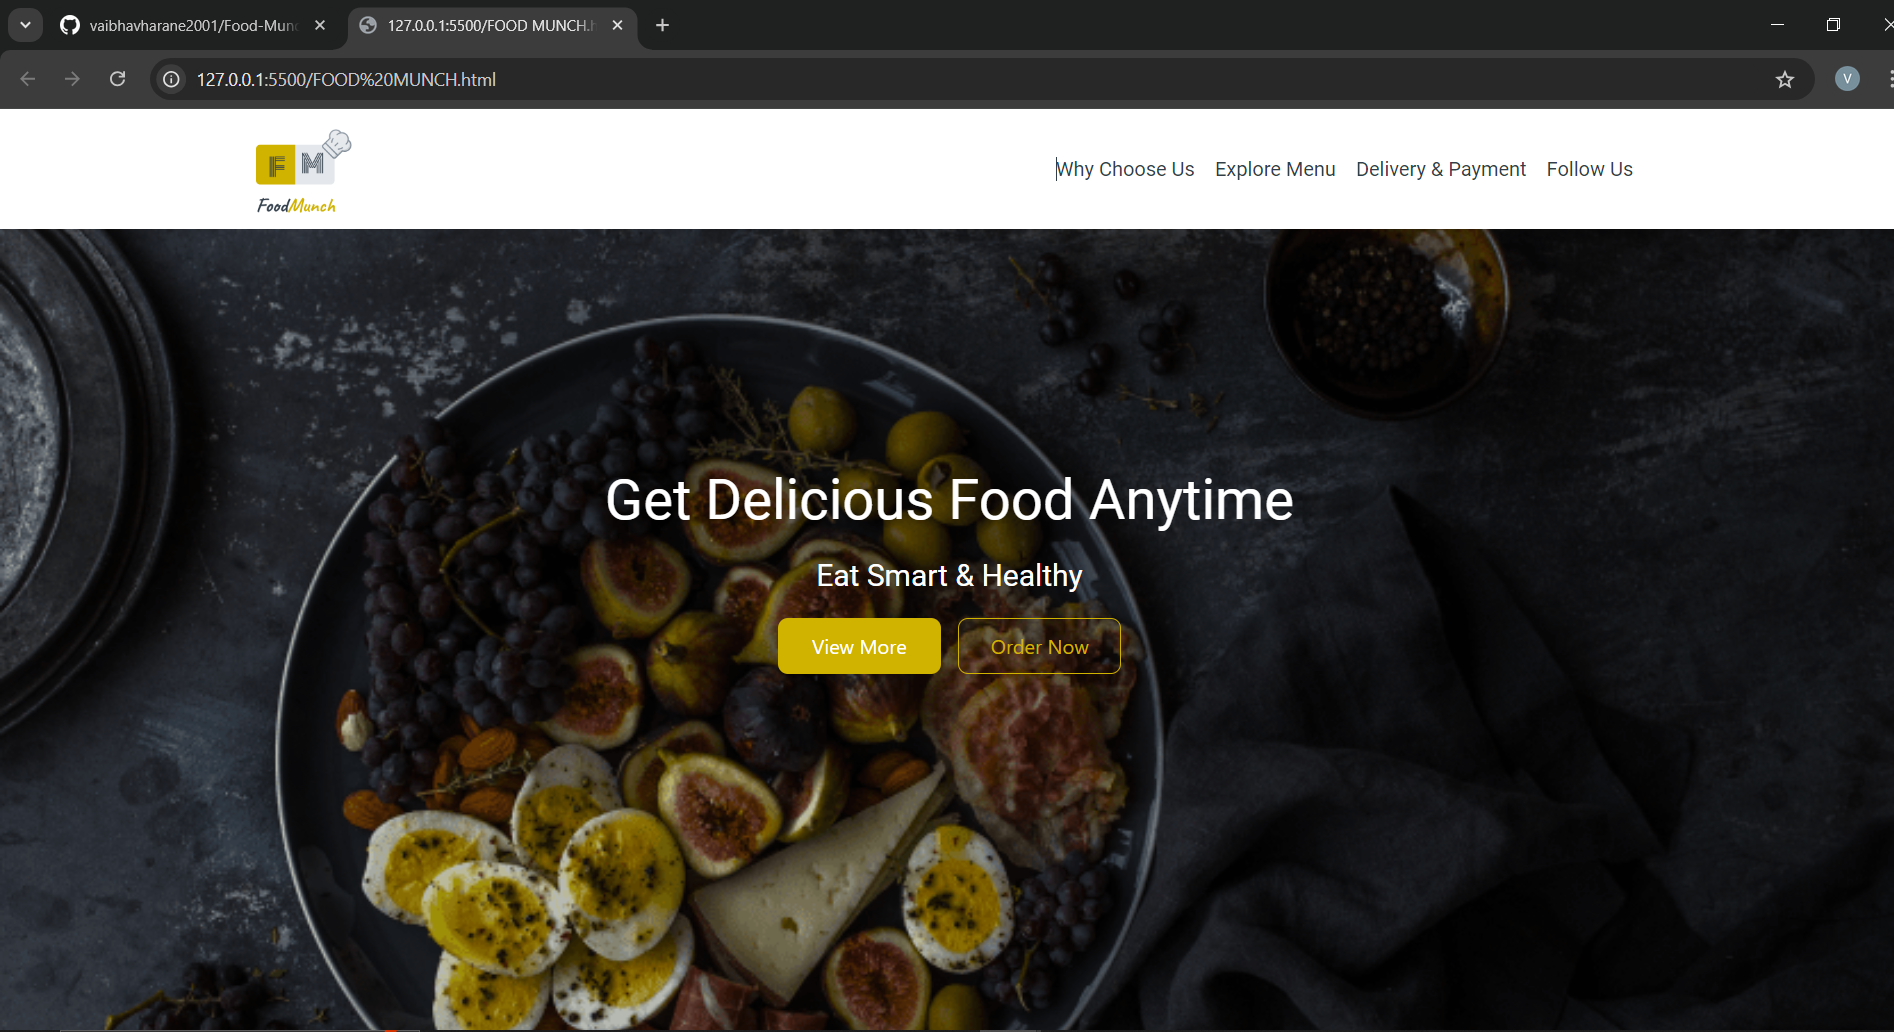 vaibhavharane2001/Food-Mun
127.0.0.1:5500/FOOD MUNCH.h
127.0.0.1:5500/FOOD%20MUNCH.html
V
F M
FoodMunch
Why Choose Us Explore Menu Delivery & Payment Follow Us
Get Delicious Food Anytime
Eat Smart & Healthy
View More Order Now